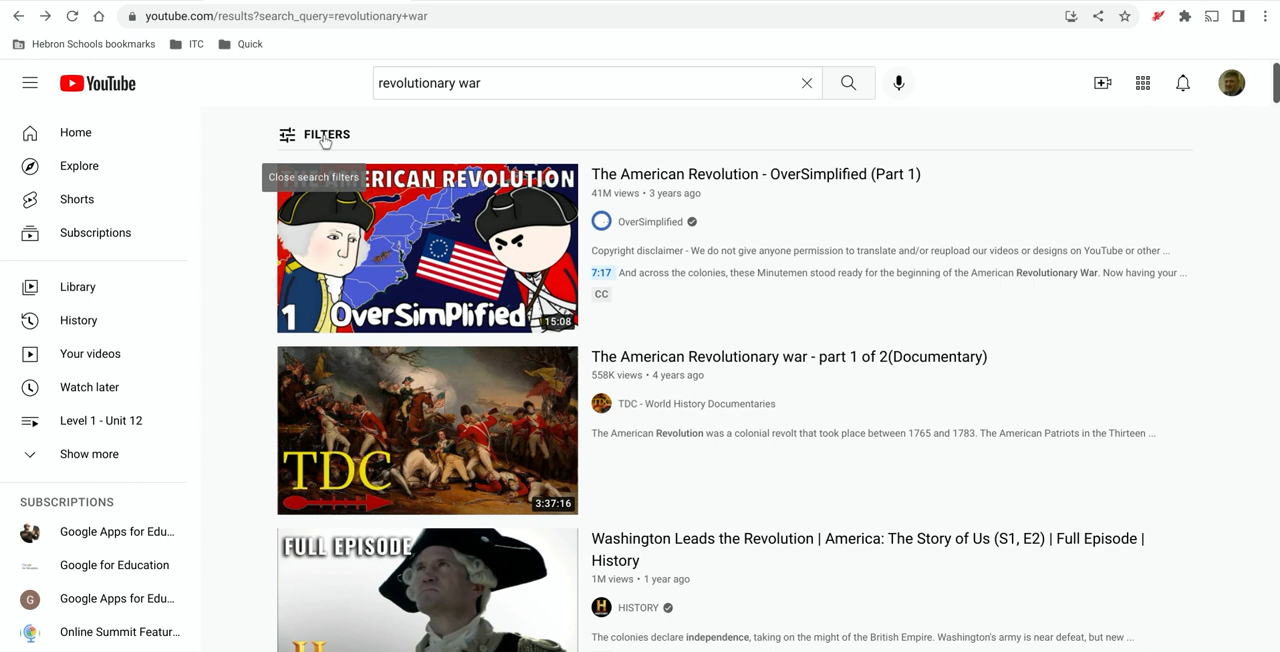 youtube.com/results?search_query=revolutionary+war
Hebron Schools bookmarks ITC Quick
YouTube
revolutionary war
Home
Explore
Shorts
Subscriptions
Library
History
Your videos
Watch later
Level 1 - Unit 12
Show more
SUBSCRIPTIONS
Google Apps for Edu...
Google for Education
G
Google Apps for Edu...
Online Summit Featur...
FILTERS
Close search filters
THE AMERICAN REVOLUTION
1 OverSimplified
15:08
The American Revolution - OverSimplified (Part 1)
41M views • 3 years ago
OverSimplified
Copyright disclaimer - We do not give anyone permission to translate and/or reupload our videos or designs on YouTube or other ...
7:17 And across the colonies, these Minutemen stood ready for the beginning of the American Revolutionary War. Now having your ...
CC
TDC
3:37:16
The American Revolutionary war - part 1 of 2(Documentary)
558K views • 4 years ago
TDC
TDC - World History Documentaries
The American Revolution was a colonial revolt that took place between 1765 and 1783. The American Patriots in the Thirteen ...
FULL EPISODE
H
Washington Leads the Revolution | America: The Story of Us (S1, E2) | Full Episode |
History
1M views • 1 year ago
H
HISTORY
The colonies declare independence, taking on the might of the British Empire. Washington's army is near defeat, but new ...